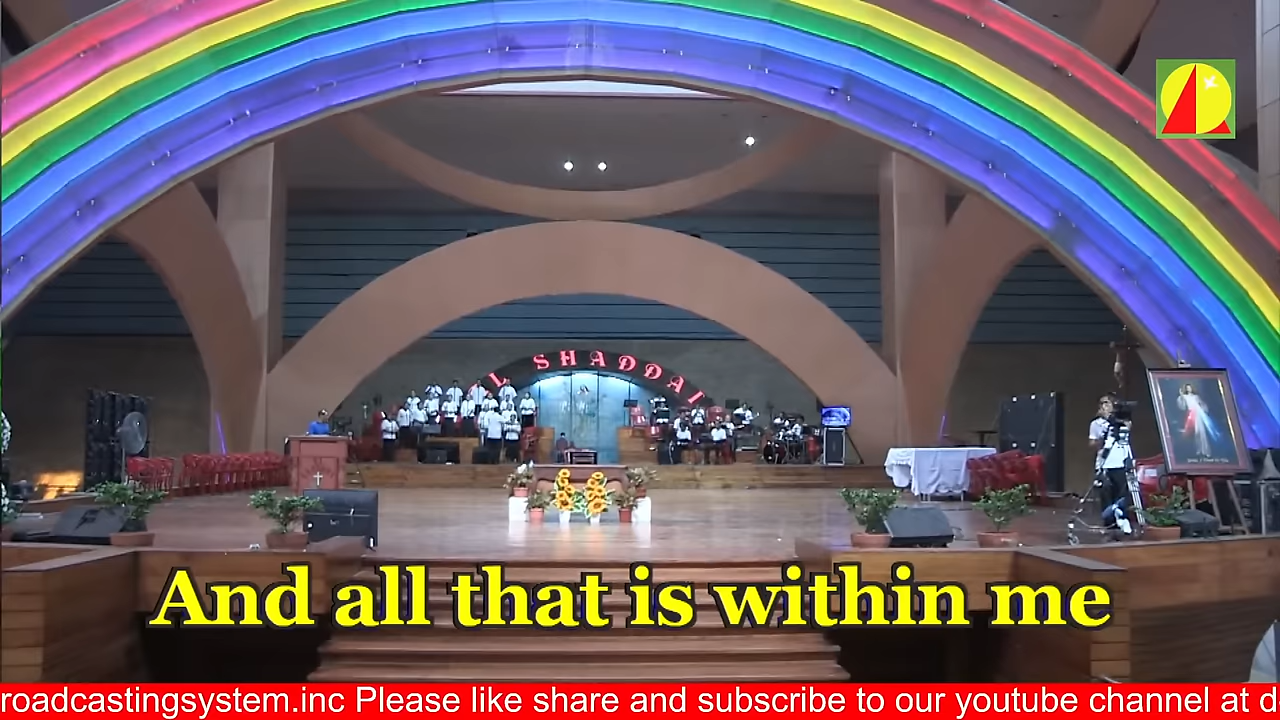 L SHADDAI
And all that is within me
roadcastingsystem.inc Please like share and subscribe to our youtube channel at d